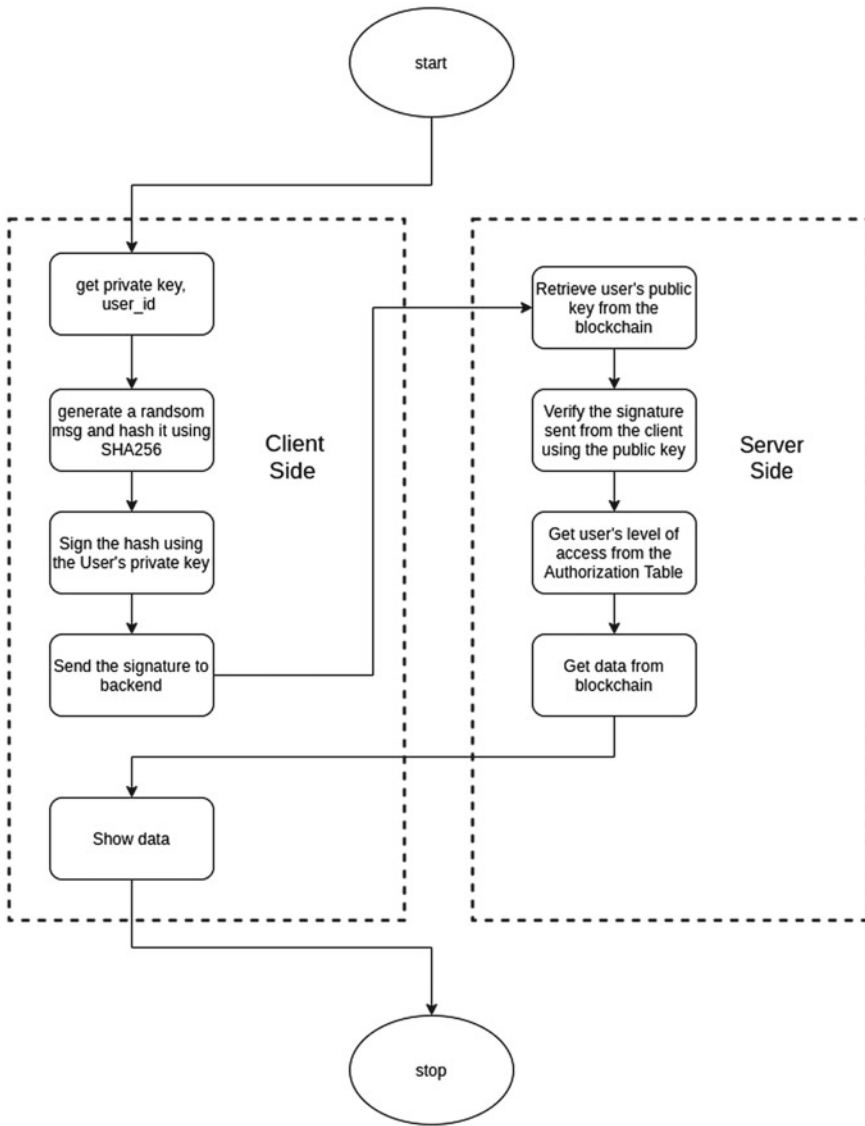 start
get private key,
user_id
generate a randsom
msg and hash it using
SHA256
Sign the hash using
the User's private key
Send the signature to
backend
Show data
Client
Side
Retrieve user's public
key from the
blockchain
Verify the signature
sent from the client
using the public key
Get user's level of
access from the
Authorization Table
Get data from
blockchain
Server
Side
stop